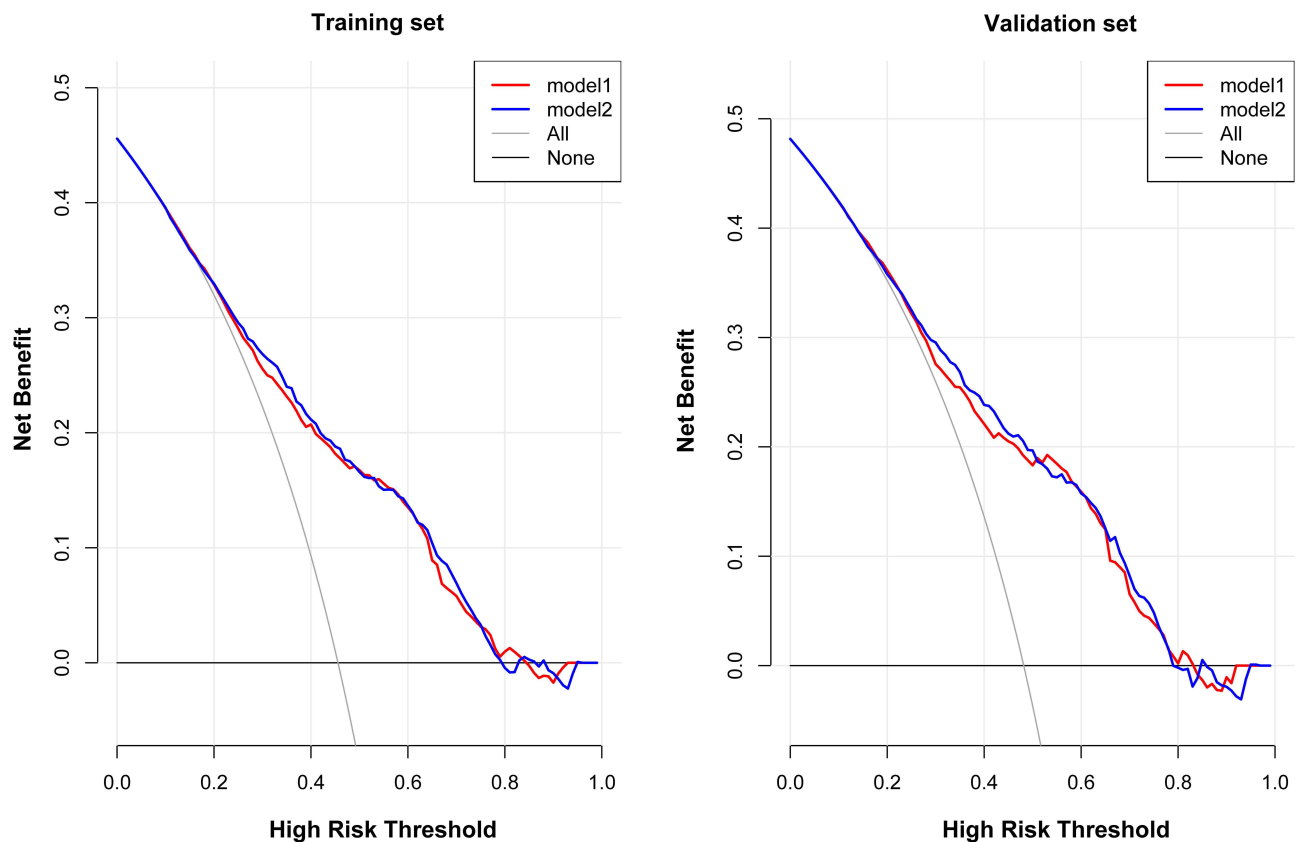 Training set
model1
model2
All
None
0.5
0.4
0.3
0.2
0.1
0.0
Net Benefit
0.0 0.2 0.4 0.6 0.8 1.0
High Risk Threshold
Validation set
model1
model2
All
None
0.5
0.4
0.3
0.2
0.1
0.0
Net Benefit
0.0 0.2 0.4 0.6 0.8 1.0
High Risk Threshold